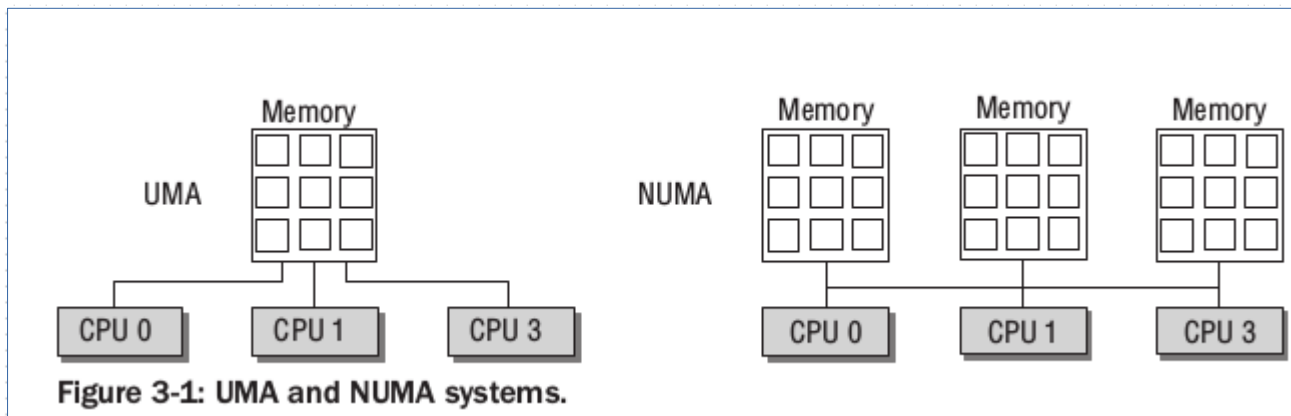 Memory
UMA
CPU 0
CPU 1
CPU 3
Memory
Memory
Memory
NUMA
CPU 0
CPU 1
CPU 3
Figure 3-1: UMA and NUMA systems.